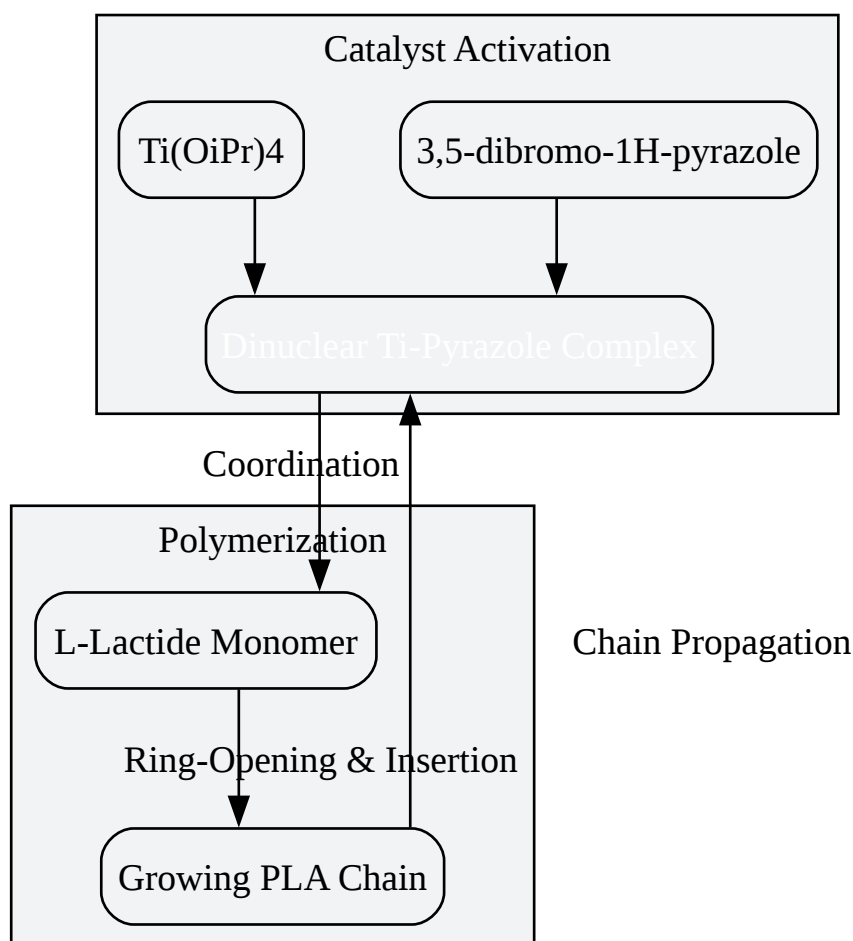 Catalyst Activation
Ti(OiPr)4
3,5-dibromo-1H-pyrazole
Dinuclear Ti-Pyrazole Complex
Coordination
Polymerization
L-Lactide Monomer
Chain Propagation
Ring-Opening & Insertion
Growing PLA Chain